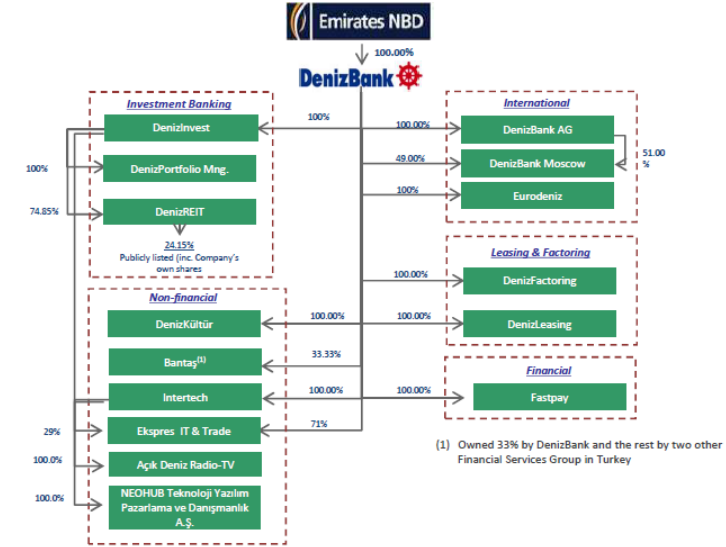 Emirates NBD
100.00%
DenizBank
Investment Banking
DenizInvest
100%
DenizPortfolio Mng.
100%
DenizREIT
74.85%
24.15%
Publicly listed (inc. Company's
own shares
International
100.00%
DenizBank AG
49.00%
DenizBank Moscow
51.00
%
100%
Eurodeniz
Leasing & Factoring
100.00%
DenizFactoring
100.00%
DenizLeasing
Non-financial
DenizKültür
100.00%
Bantaş(1)
33.33%
Intertech
100.00%
Ekspres IT & Trade
71%
29%
Açık Deniz Radio-TV
100.0%
NEOHUB Teknoloji Yazılım
Pazarlama ve Danışmanlık
A.Ş.
100.0%
Financial
100.00%
Fastpay
(1) Owned 33% by DenizBank and the rest by two other
Financial Services Group in Turkey